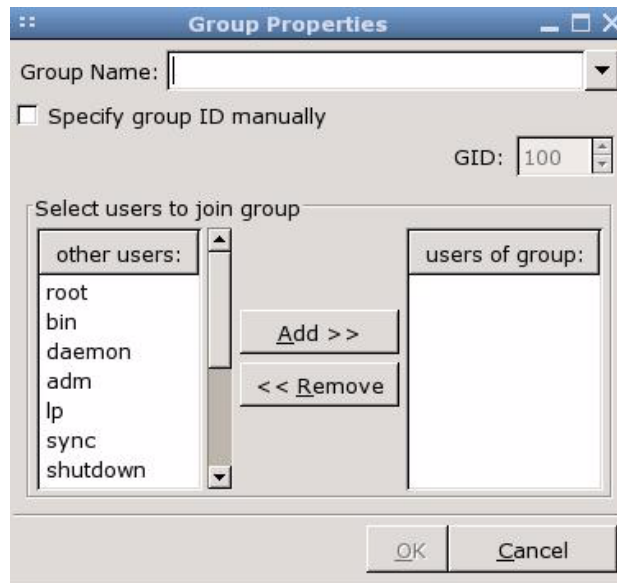 Group Properties
Group Name:
Specify group ID manually
GID: 100
Select users to join group
other users:
root
bin
daemon
adm
lp
sync
shutdown
Add >>
<< Remove
users of group:
OK
Cancel